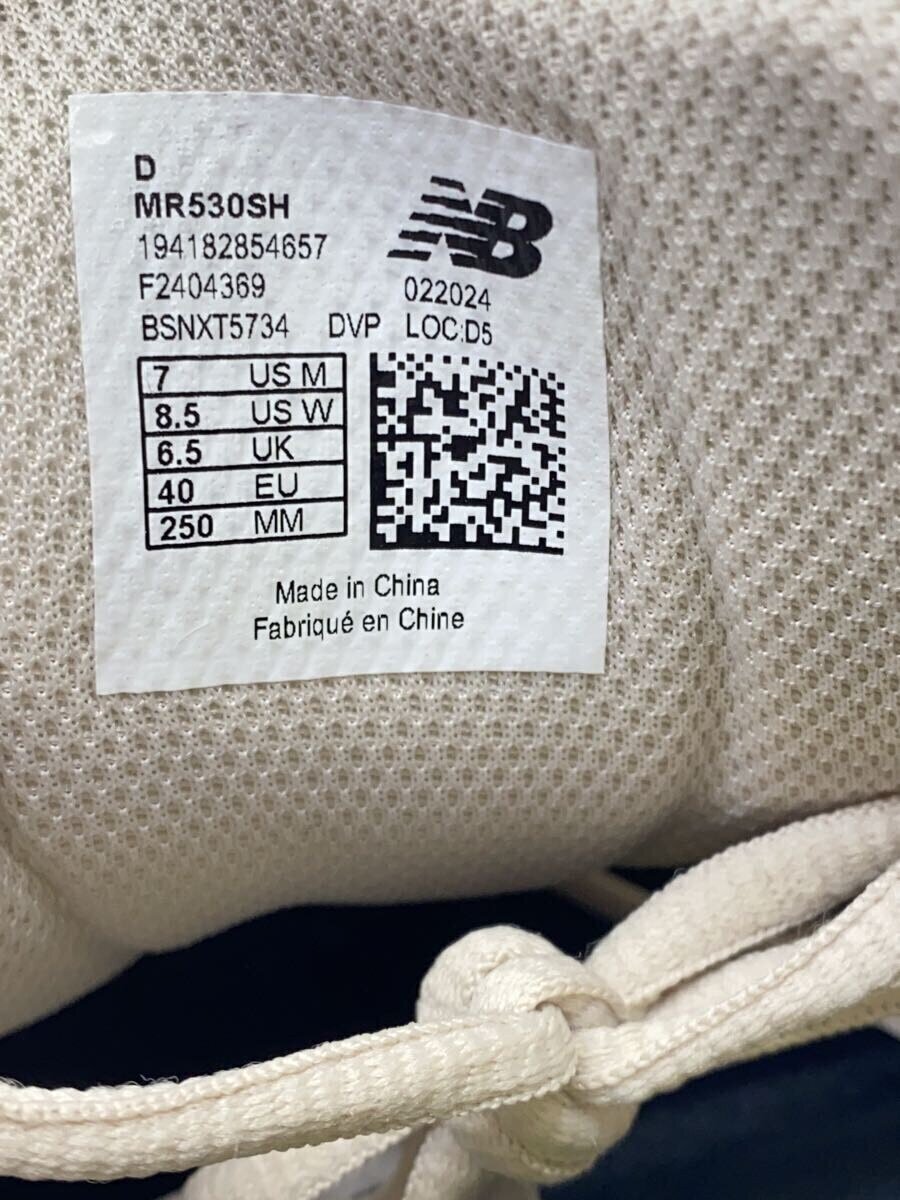 D
MR530SH
NB
194182854657
F2404369
022024
BSNXT5734 DVP LOC:D5
7 US M
8.5 US W
6.5 UK
40 EU
250 MM
Made in China
Fabriqué en Chine